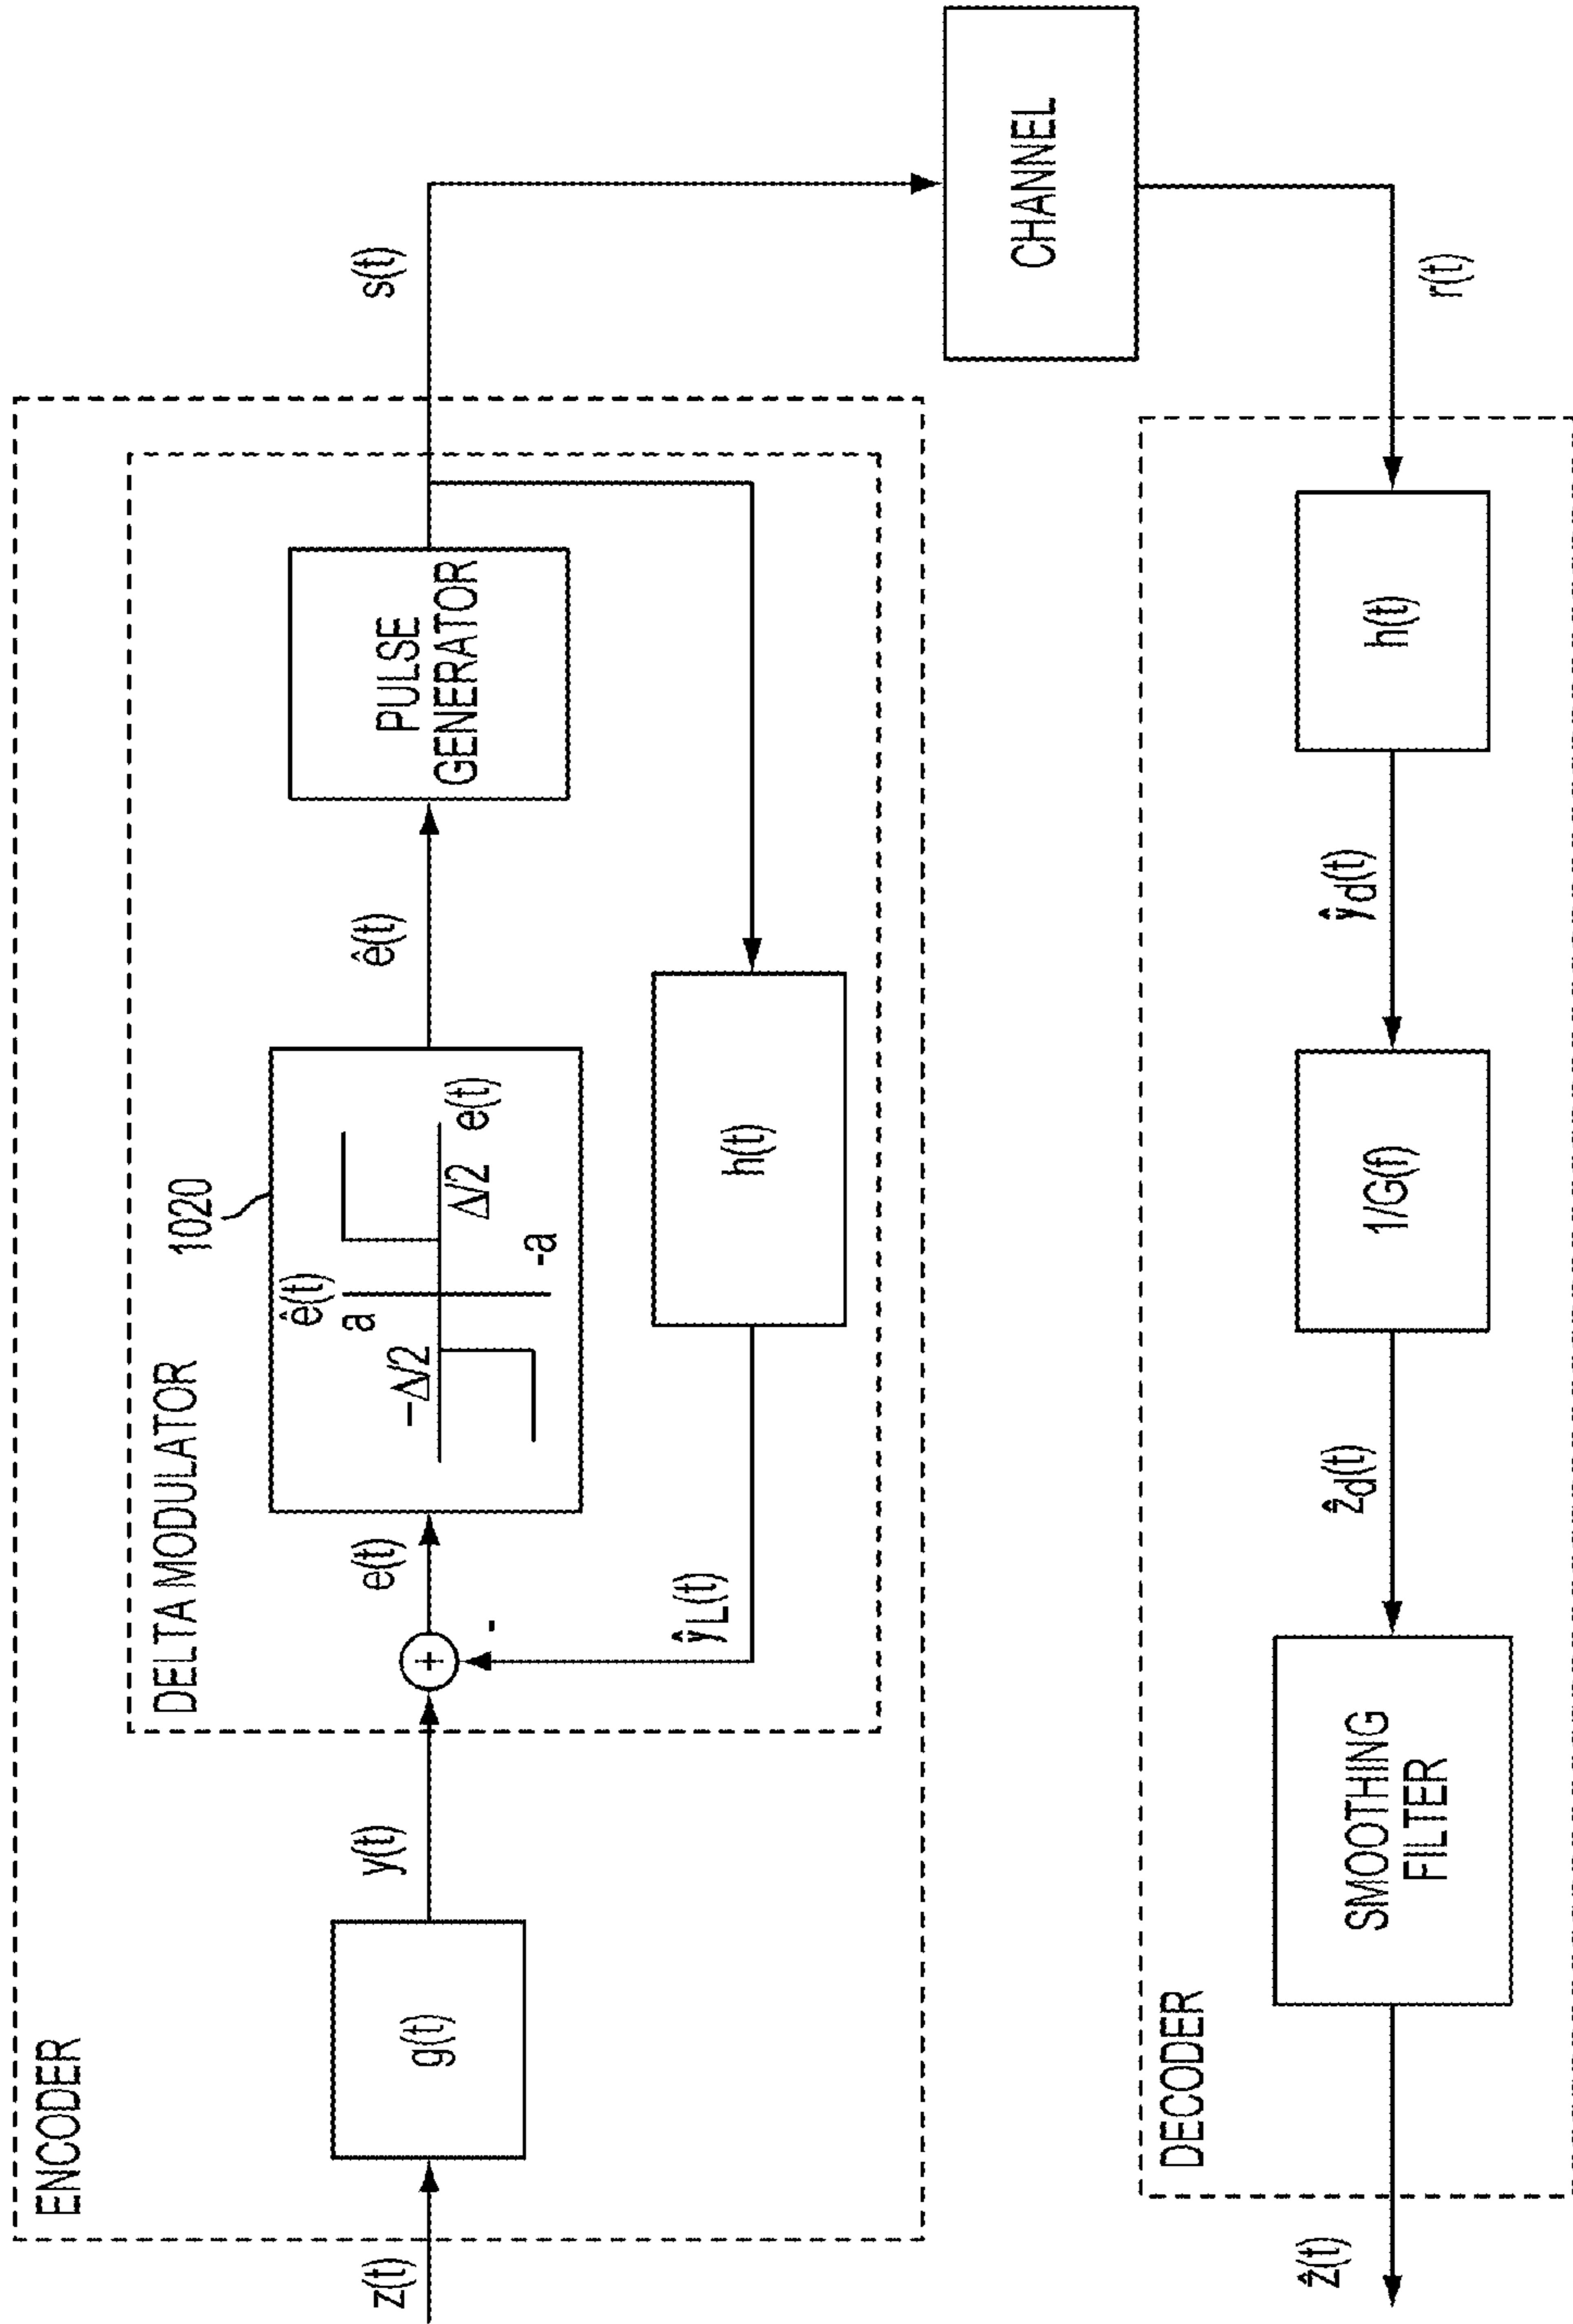 ENCODER
z(t)
g(t)
y(t)
DELTA MODULATOR
+
-
e(t)
1020
ê(t)
a
-Δ/2
Δ/2
e(t)
-a
ê(t)
PULSE
GENERATOR
s(t)
h(t)
ŷL(t)
CHANNEL
r(t)
DECODER
h(t)
ŷd(t)
1/G(f)
ẑd(t)
SMOOTHING
FILTER
ẑ(t)